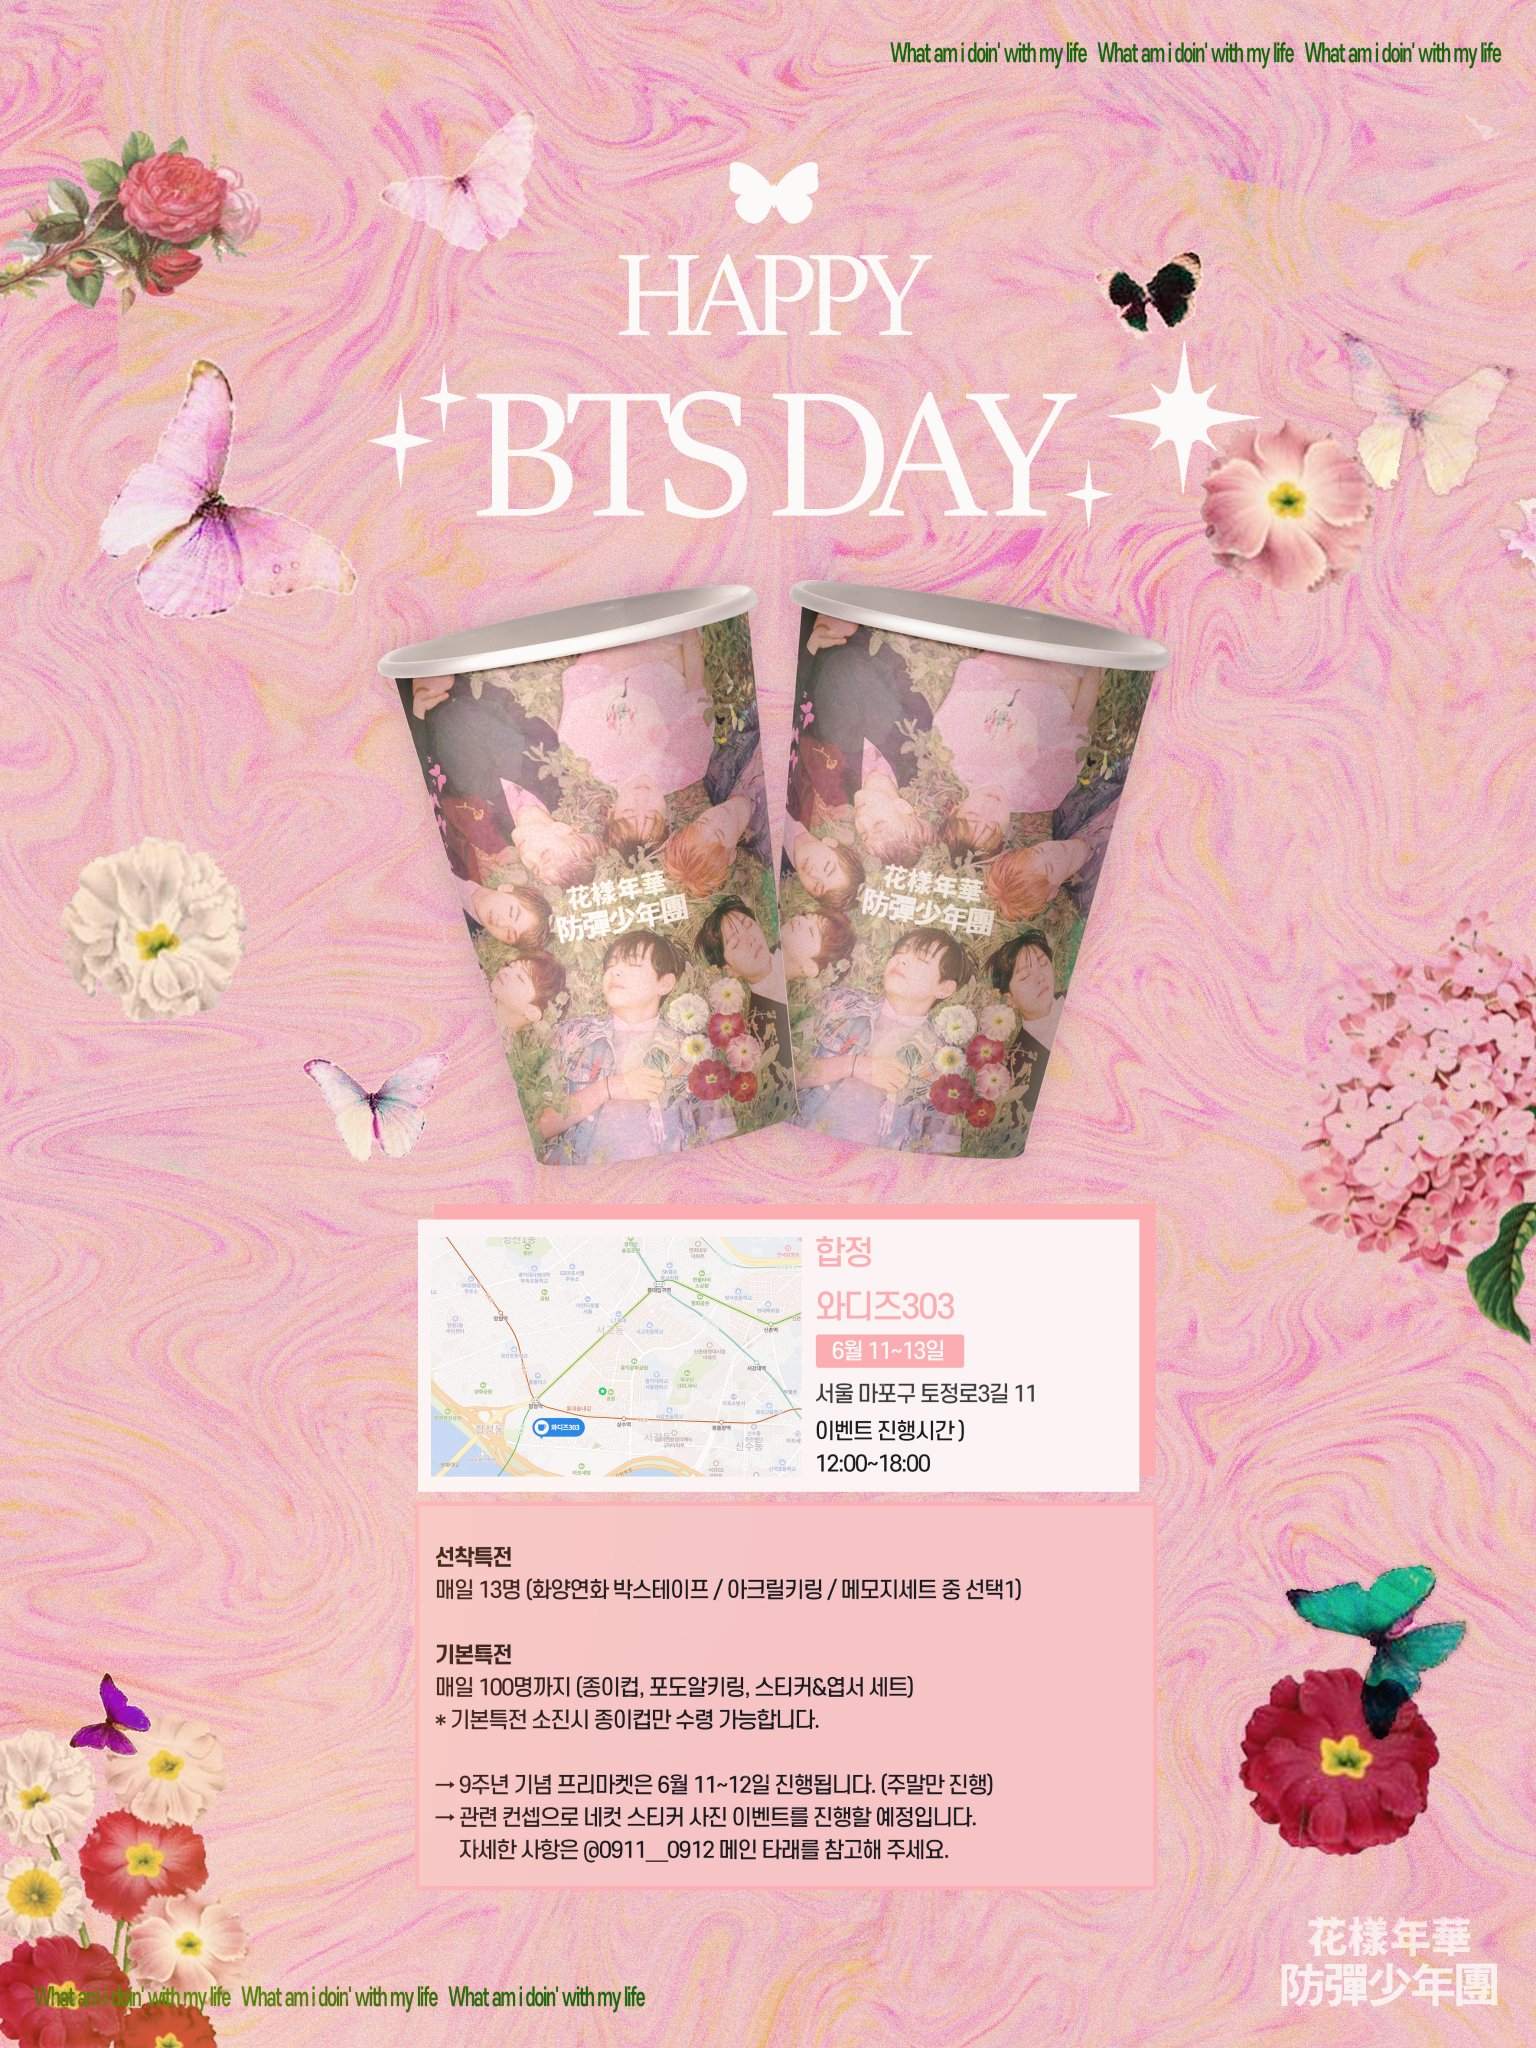 What am i doin' with my life What am i doin' with my life What am i doin' with my life
HAPPY
BTS DAY
花樣年華
防彈少年團
花樣年華
防彈少年團
합정
와디즈303
6월 11~13일
서울 마포구 토정로3길 11
이벤트 진행시간 )
12:00~18:00
와디즈303
선착특전
매일 13명 (화양연화 박스테이프 / 아크릴키링 / 메모지세트 중 선택1)
기본특전
매일 100명까지 (종이컵, 포도알키링, 스티커&엽서 세트)
* 기본특전 소진시 종이컵만 수령 가능합니다.
→ 9주년 기념 프리마켓은 6월 11~12일 진행됩니다. (주말만 진행)
→ 관련 컨셉으로 네컷 스티커 사진 이벤트를 진행할 예정입니다.
자세한 사항은 @0911__0912 메인 타래를 참고해 주세요.
花樣年華
防彈少年團
What am i doin' with my life What am i doin' with my life What am i doin' with my life